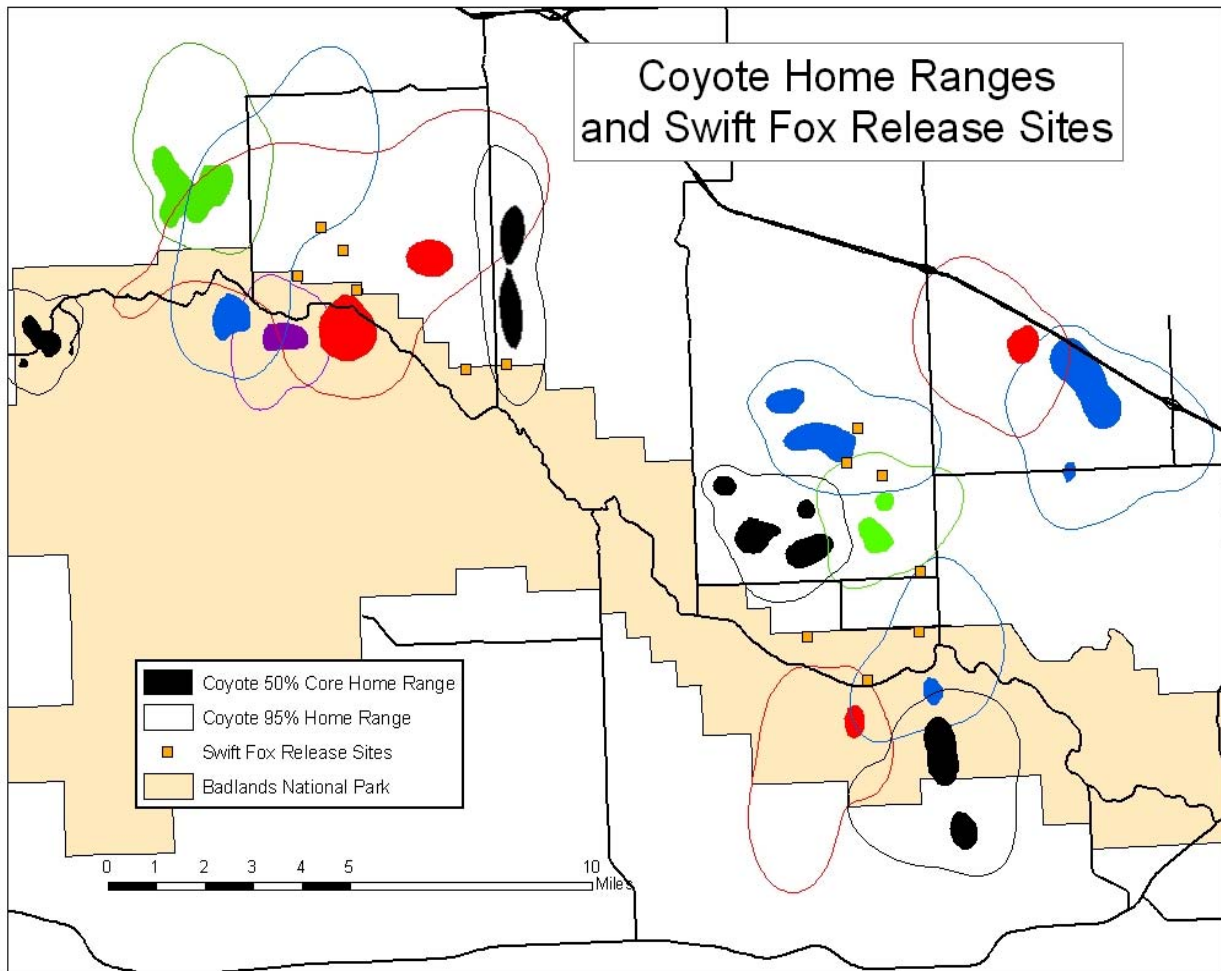 Coyote Home Ranges
and Swift Fox Release Sites
Coyote 50% Core Home Range
Coyote 95% Home Range
Swift Fox Release Sites
Badlands National Park
0 1 2 3 4 5 10
Miles